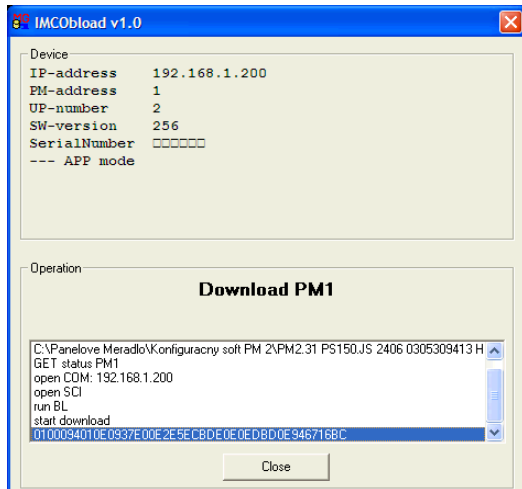 IMCObload v1.0
Device
IP-address 192.168.1.200
PM-address 1
UP-number 2
SW-version 256
SerialNumber □□□□□□
--- APP mode
Operation
Download PM1
C:\Panelove Meradlo\Konfiguracny soft PM 2\PM2.31 PS150.JS 2406 0305309413 H
GET status PM1
open COM: 192.168.1.200
open SCI
run BL
start download
0100094010E0937E00E2E5ECBDE0E0EDBD0E946716BC
Close